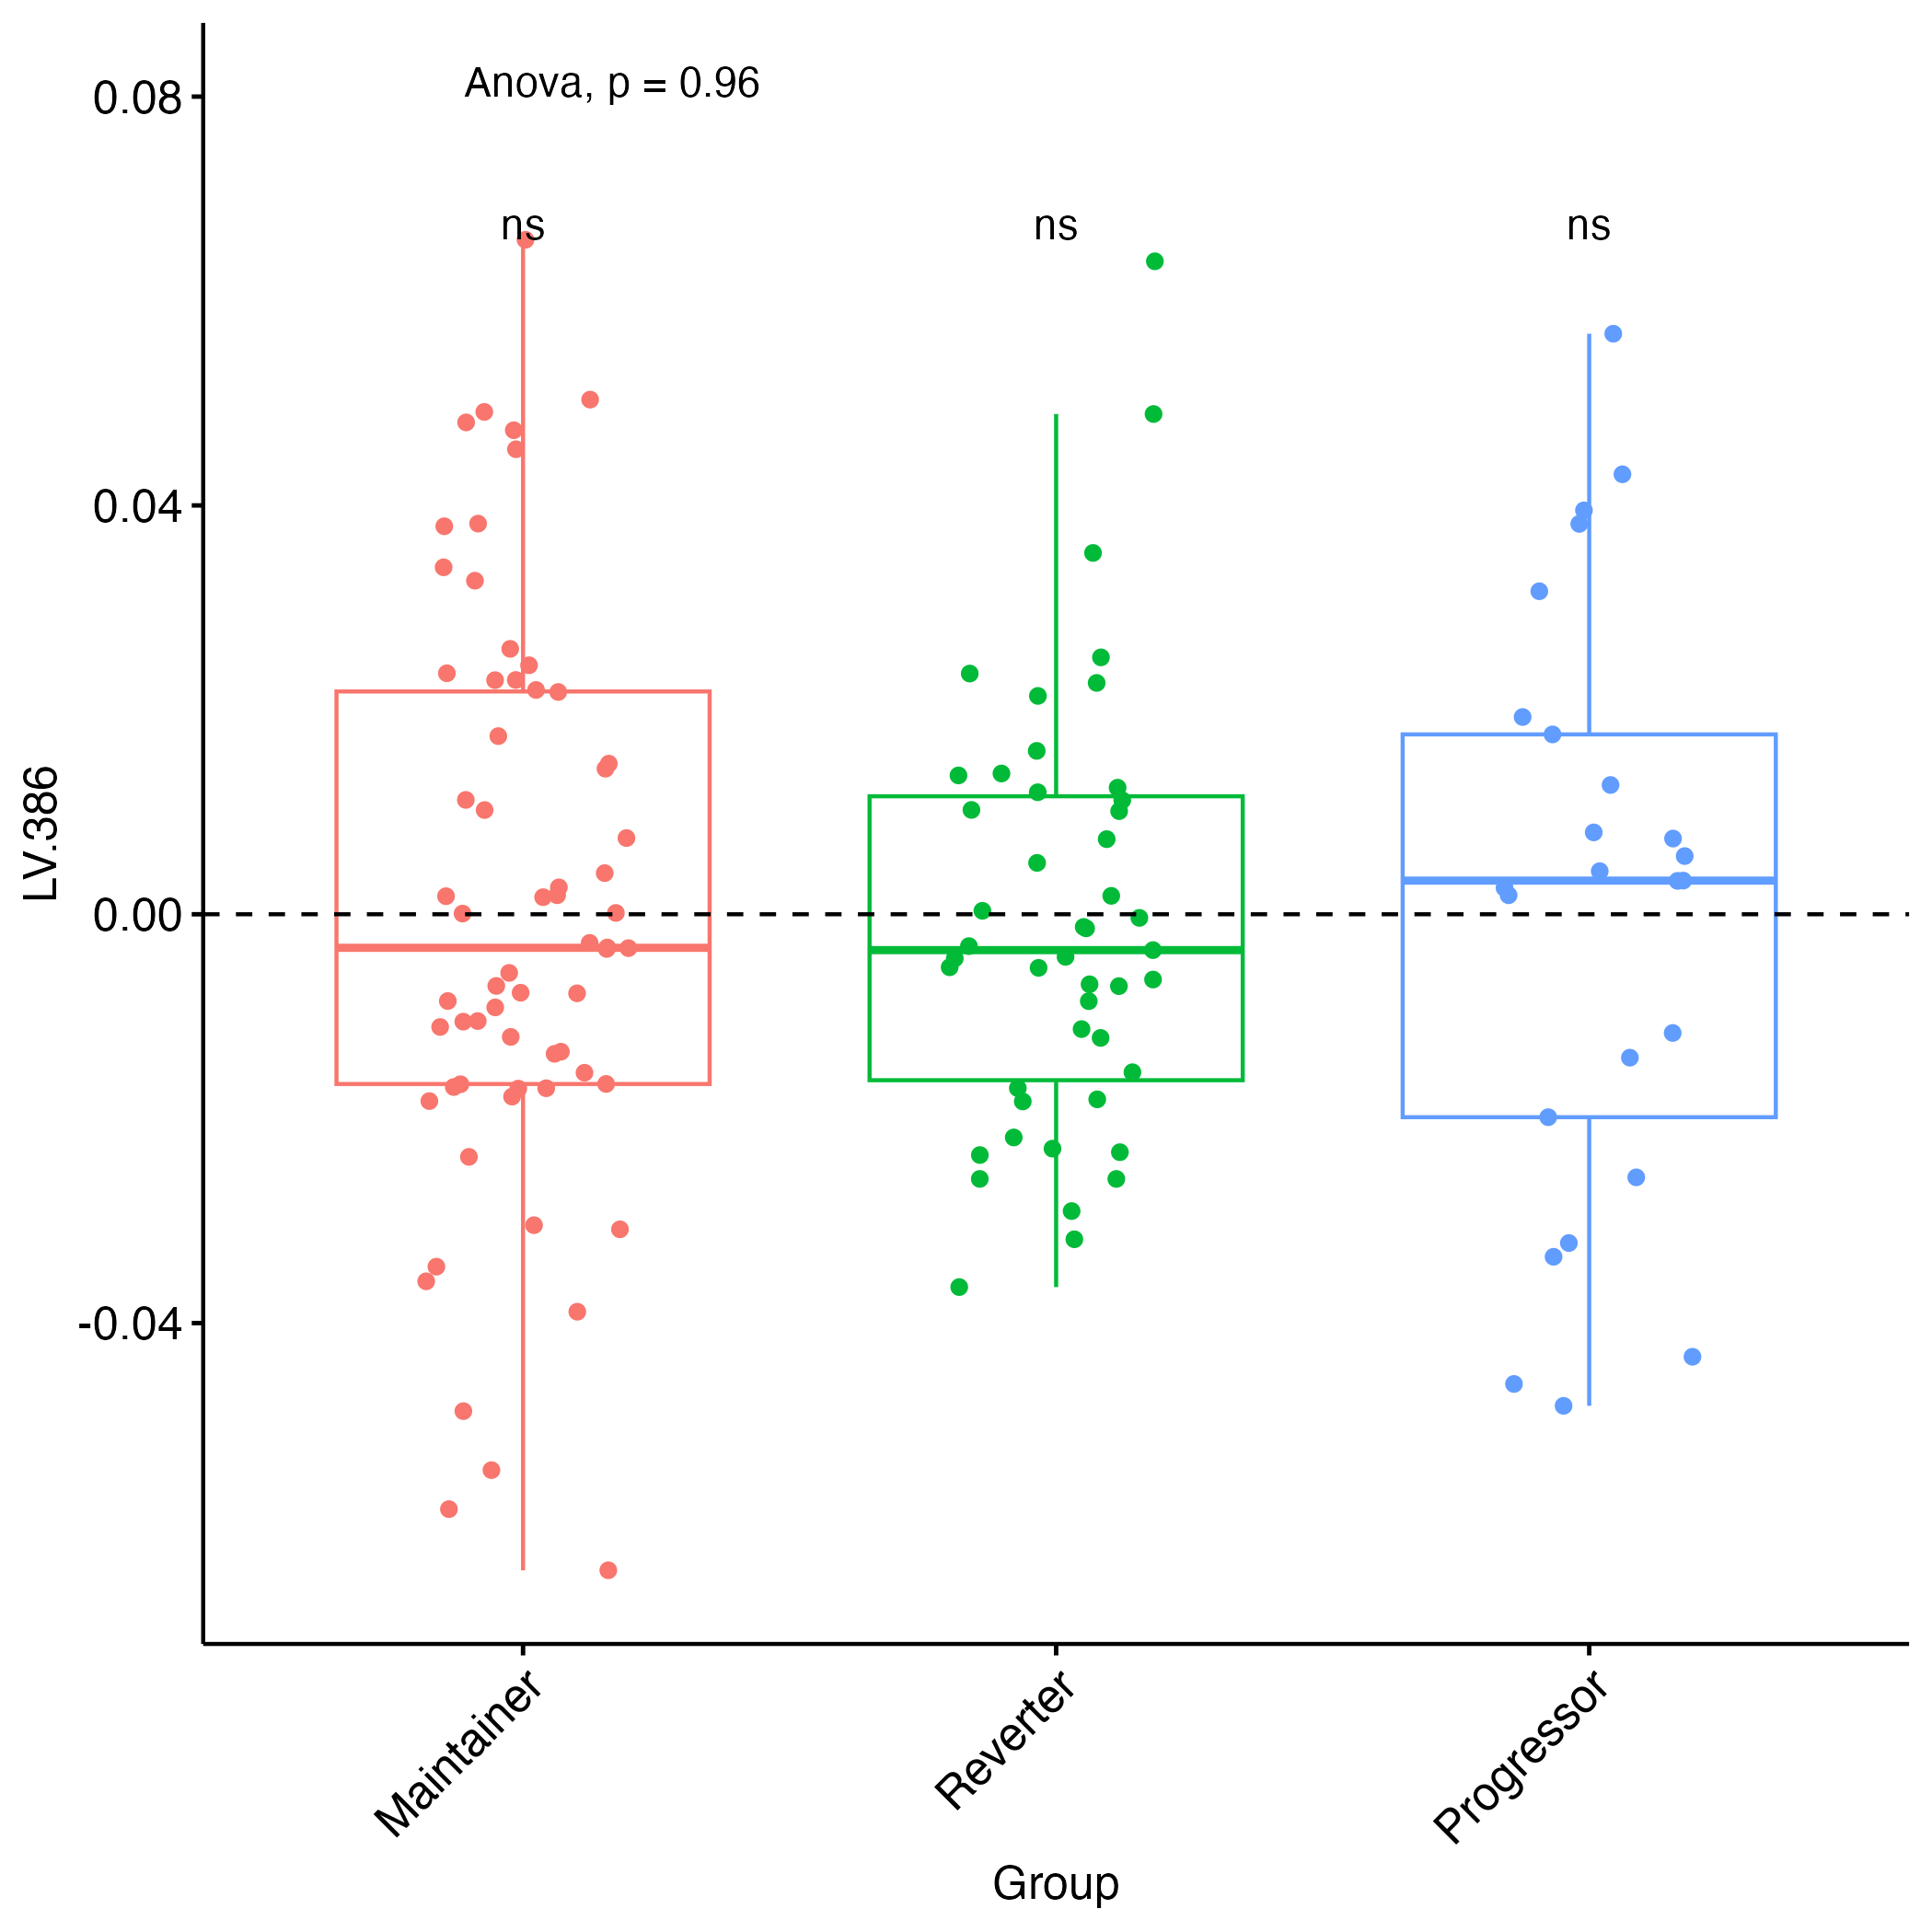 Anova, p = 0.96
ns ns ns
0.08
0.04
0.00
-0.04
LV.386
Maintainer Reverter Progressor
Group